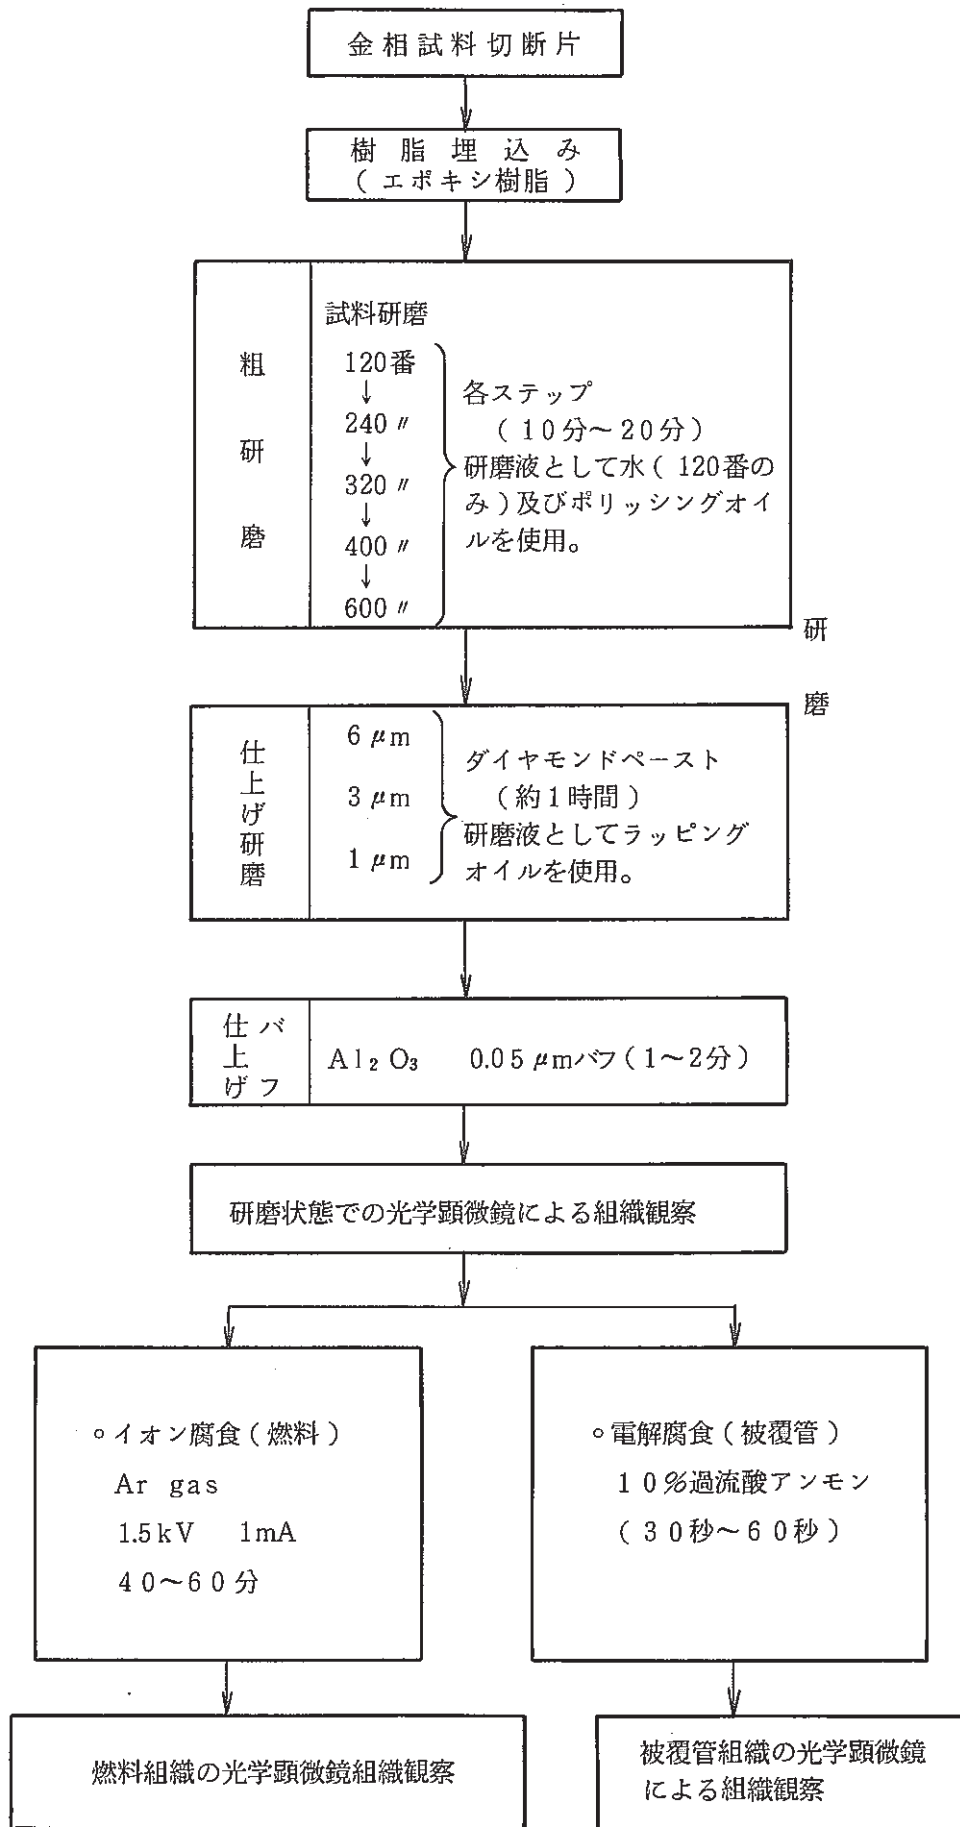 金相試料切断片
樹脂埋込み
(エポキシ樹脂)
粗研磨
試料研磨
120番
↓
240〃
↓
320〃
↓
400〃
↓
600〃
各ステップ
(10分~20分)
研磨液として水(120番の
み)及びポリッシングオイ
ルを使用。
研磨
仕上げ研磨
6μm
3μm
1μm
ダイヤモンドペースト
(約1時間)
研磨液としてラッピング
オイルを使用。
バフ
仕上げ
Al₂O₃ 0.05μmバフ(1~2分)
研磨状態での光学顕微鏡による組織観察
○イオン腐食(燃料)
Ar gas
1.5kV 1mA
40~60分
○電解腐食(被覆管)
10%過流酸アンモン
(30秒~60秒)
燃料組織の光学顕微鏡組織観察
被覆管組織の光学顕微鏡
による組織観察